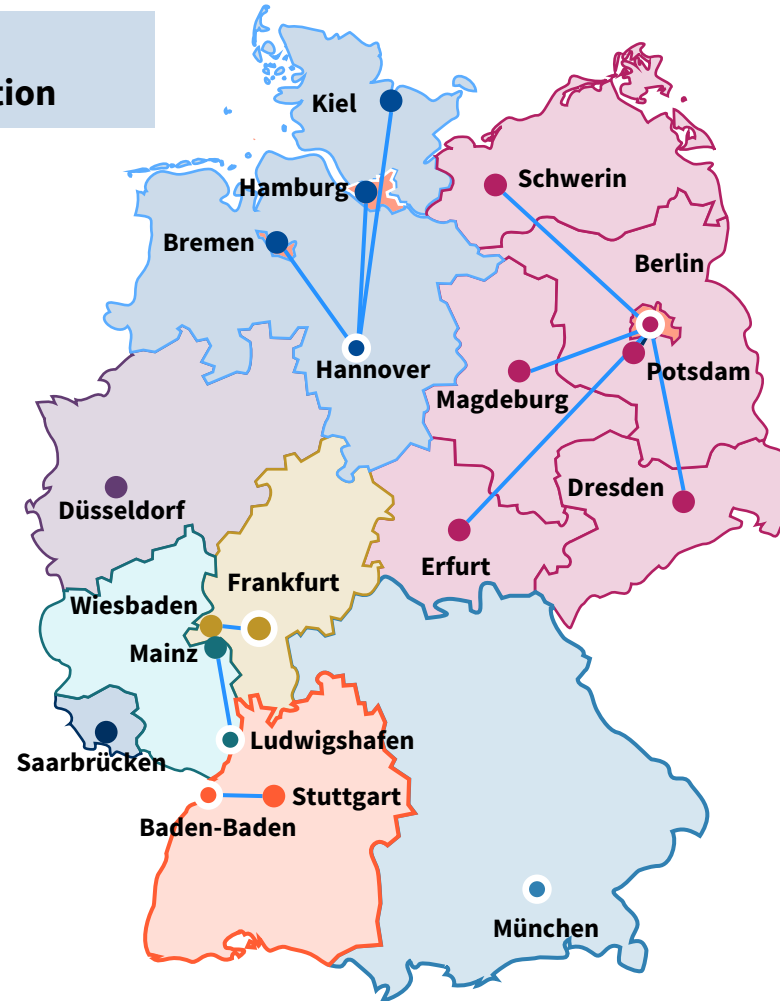 tion
Kiel
Hamburg
Schwerin
Bremen
Berlin
Hannover
Potsdam
Magdeburg
Dresden
Düsseldorf
Erfurt
Frankfurt
Wiesbaden
Mainz
Ludwigshafen
Saarbrücken
Stuttgart
Baden-Baden
München